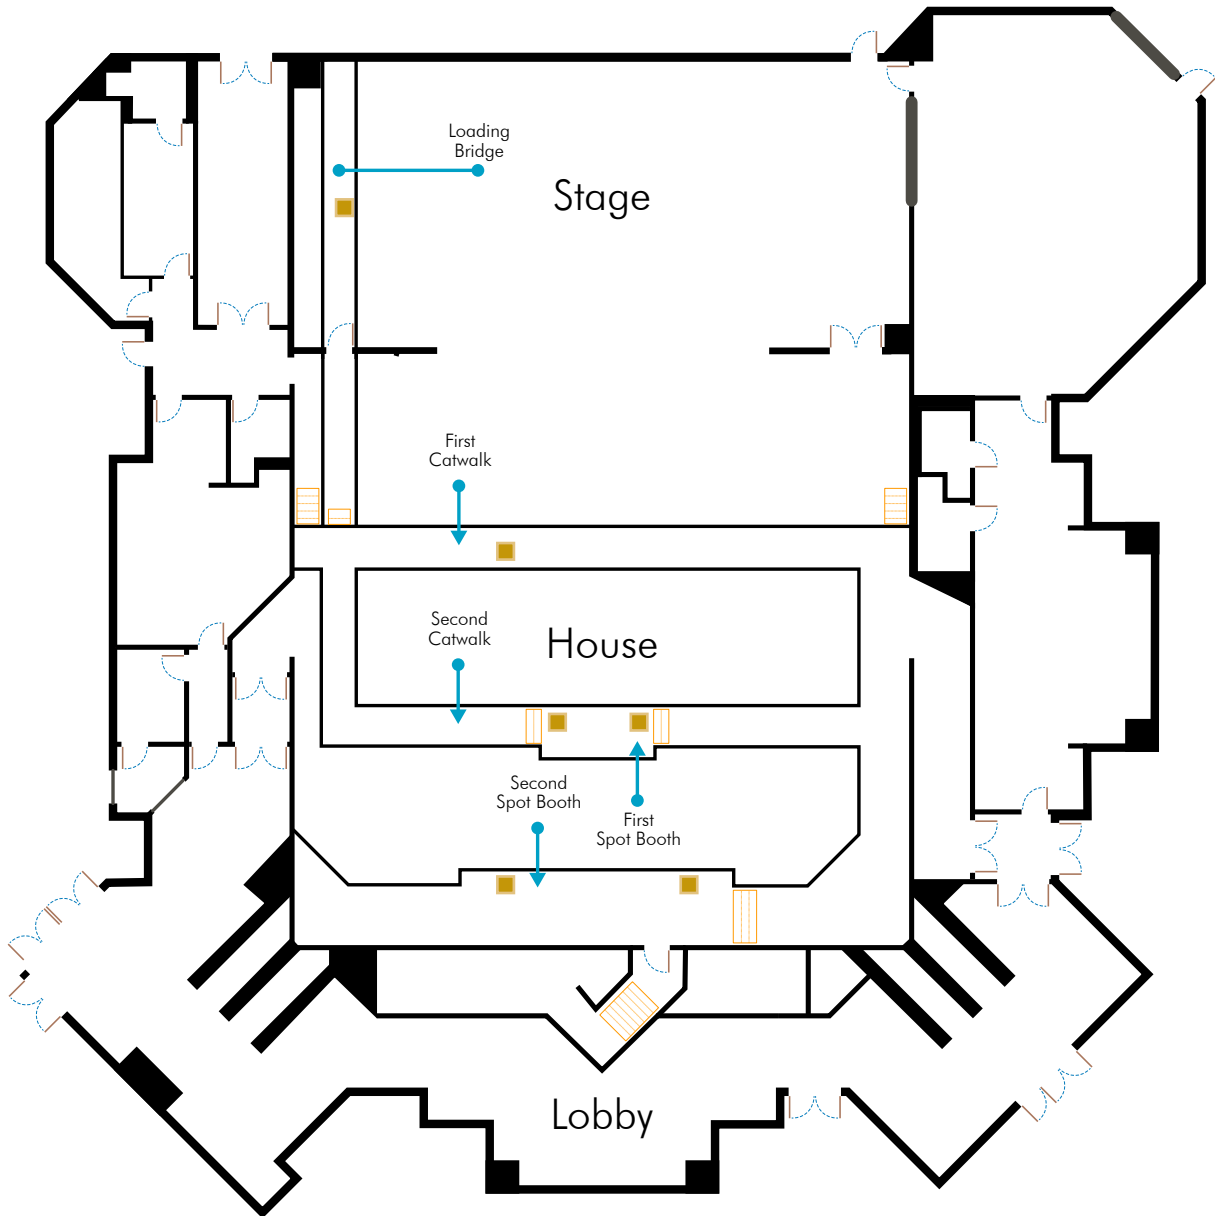 Loading
Bridge
Stage
First
Catwalk
Second
Catwalk
House
Second
Spot Booth
First
Spot Booth
Lobby